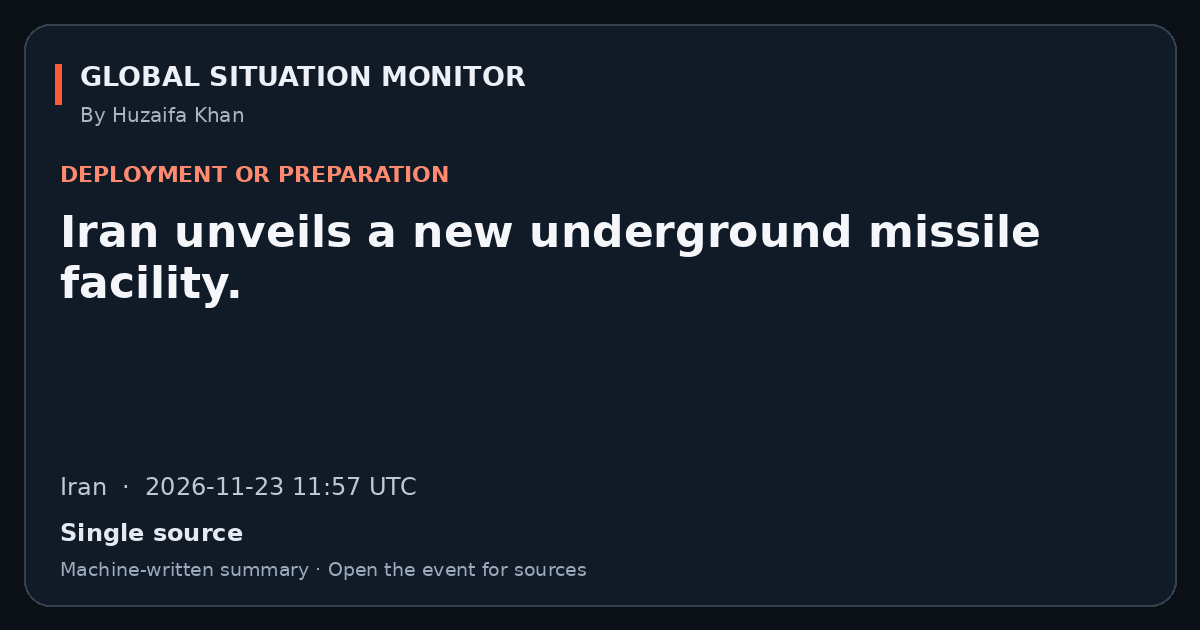 GLOBAL SITUATION MONITOR
By Huzaifa Khan
DEPLOYMENT OR PREPARATION
Iran unveils a new underground missile
facility.
Iran · 2026-11-23 11:57 UTC
Single source
Machine-written summary · Open the event for sources